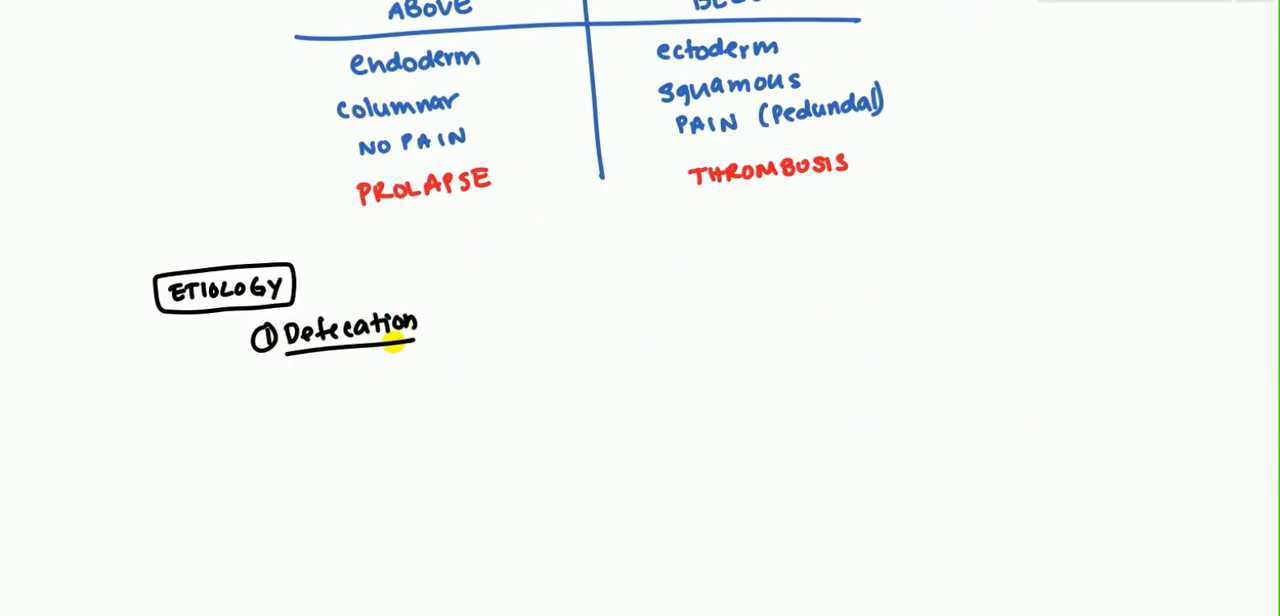 ABOVE
endoderm ectoderm
columnar squamous
NO PAIN PAIN (Pedundal)
PROLAPSE THROMBOSIS
ETIOLOGY
① Defecation